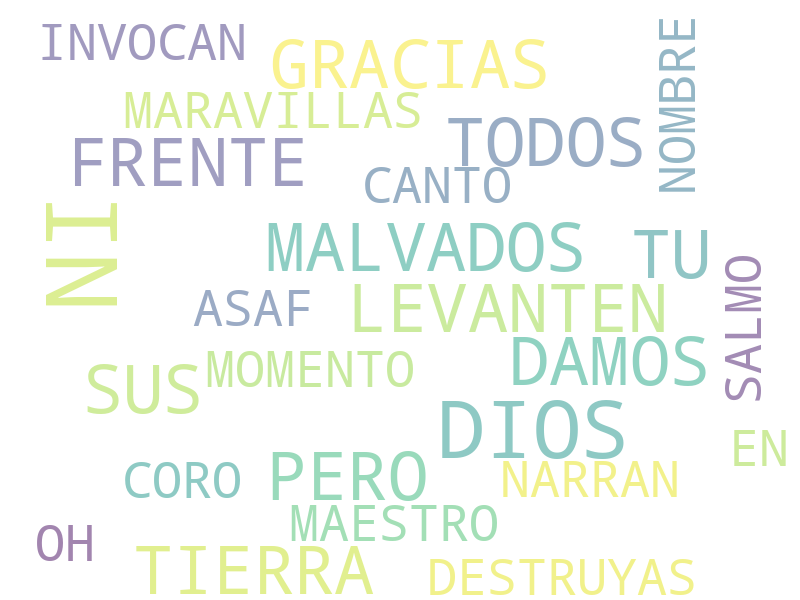 INVOCAN
GRACIAS
NOMBRE
MARAVILLAS
TODOS
FRENTE
CANTO
NI
MALVADOS
TU
SALMO
ASAF
LEVANTEN
MOMENTO
DAMOS
SUS
DIOS
EN
CORO
PERO
NARRAN
MAESTRO
OH
TIERRA
DESTRUYAS